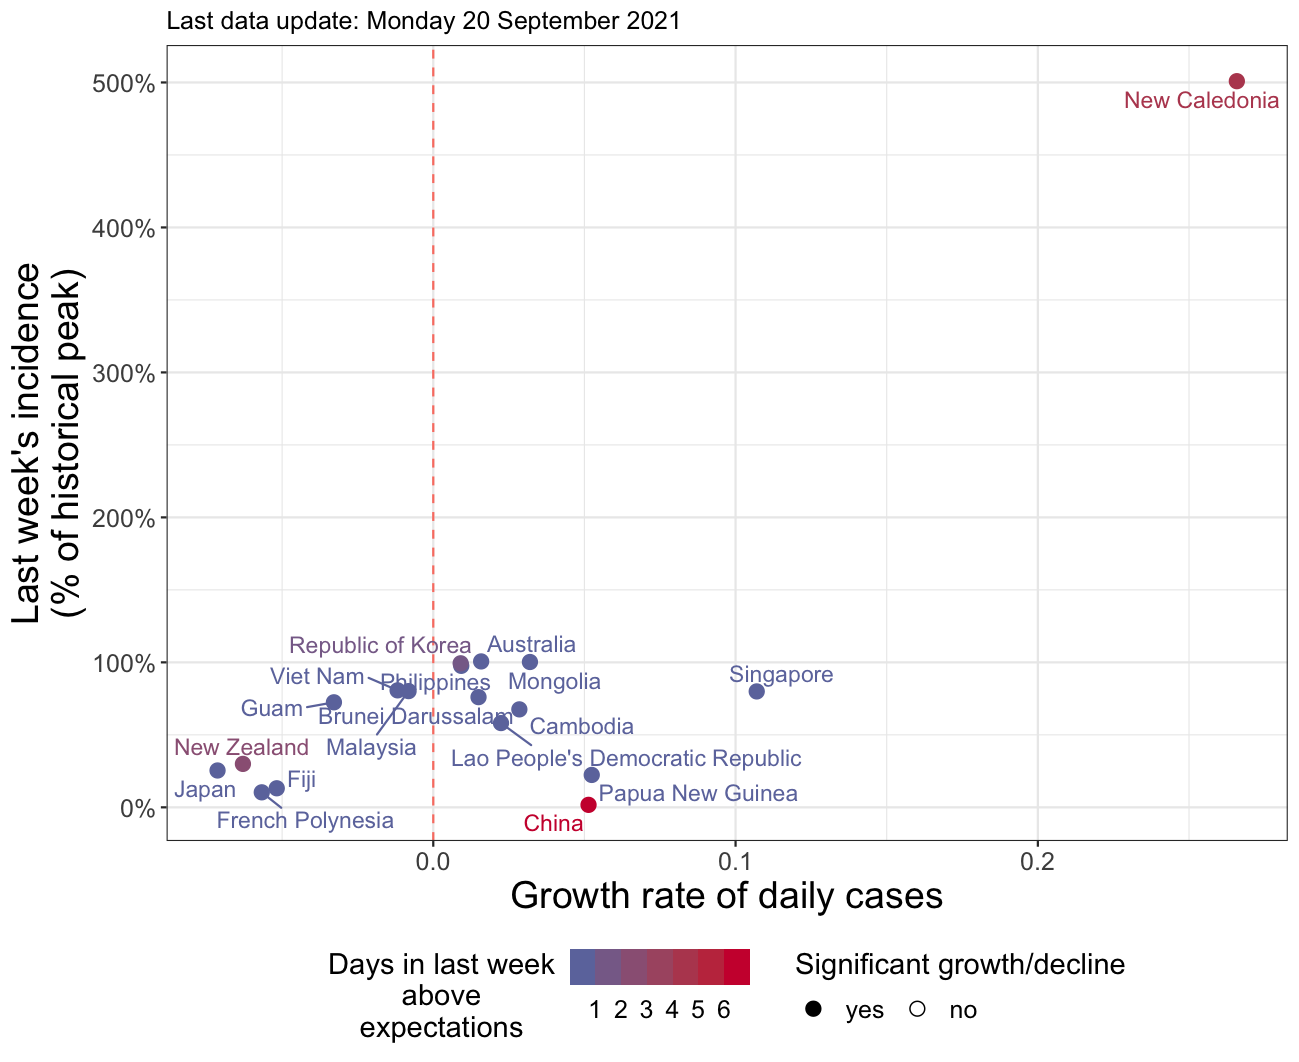 Last data update: Monday 20 September 2021
Last week's incidence
(% of historical peak)
500%
400%
300%
200%
100%
0%
New Caledonia
Republic of Korea
Australia
Viet Nam
Philippines
Mongolia
Singapore
Guam
Brunei Darussalam
Cambodia
New Zealand
Malaysia
Lao People's Democratic Republic
Japan
Fiji
Papua New Guinea
French Polynesia
China
0.0
0.1
0.2
Growth rate of daily cases
Days in last week
above
expectations
1 2 3 4 5 6
Significant growth/decline
yes
no